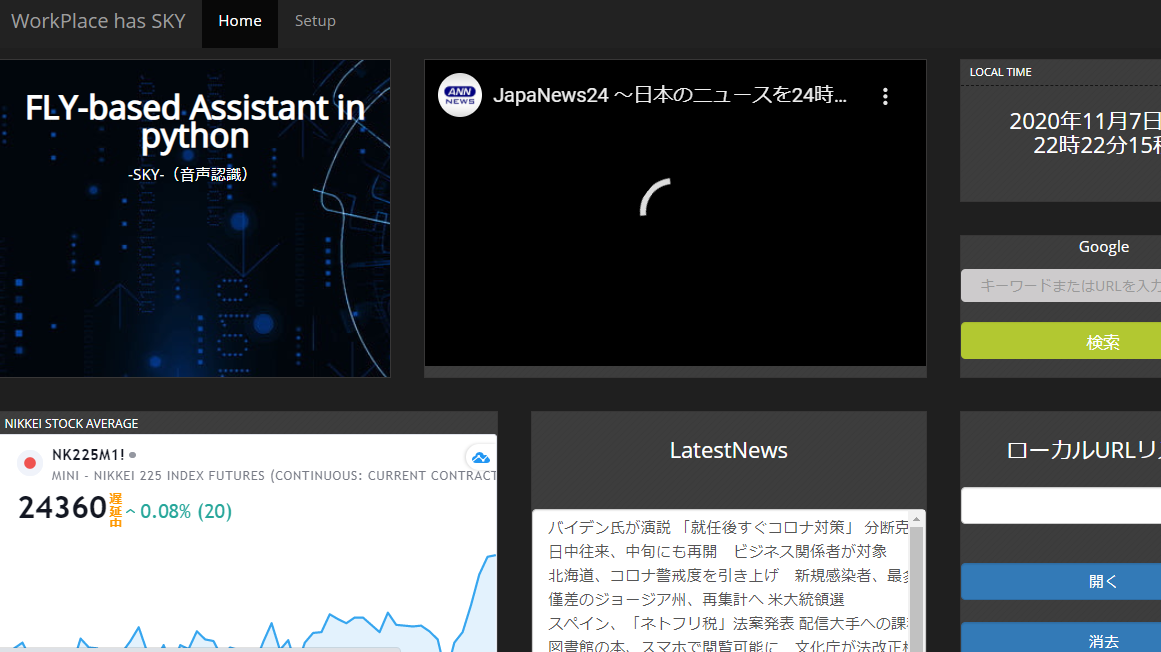 WorkPlace has SKY Home Setup
FLY-based Assistant in
python
-SKY-（音声認識）
ANN
NEWS
JapaNews24 ～日本のニュースを24時...
LOCAL TIME
2020年11月7日
22時22分15秒
Google
キーワードまたはURLを入力
検索
NIKKEI STOCK AVERAGE
NK225M1!
MINI - NIKKEI 225 INDEX FUTURES (CONTINUOUS: CURRENT CONTRACT
24360 遅延中 0.08% (20)
LatestNews
バイデン氏が演説 「就任後すぐコロナ対策」 分断克
日中往来、中旬にも再開　ビジネス関係者が対象
北海道、コロナ警戒度を引き上げ　新規感染者、最多
僅差のジョージア州、再集計へ 米大統領選
スペイン、「ネトフリ税」法案発表 配信大手への課
図書館の本、スマホで閲覧可能に　文化庁が法改正
ローカルURLリ
開く
消去